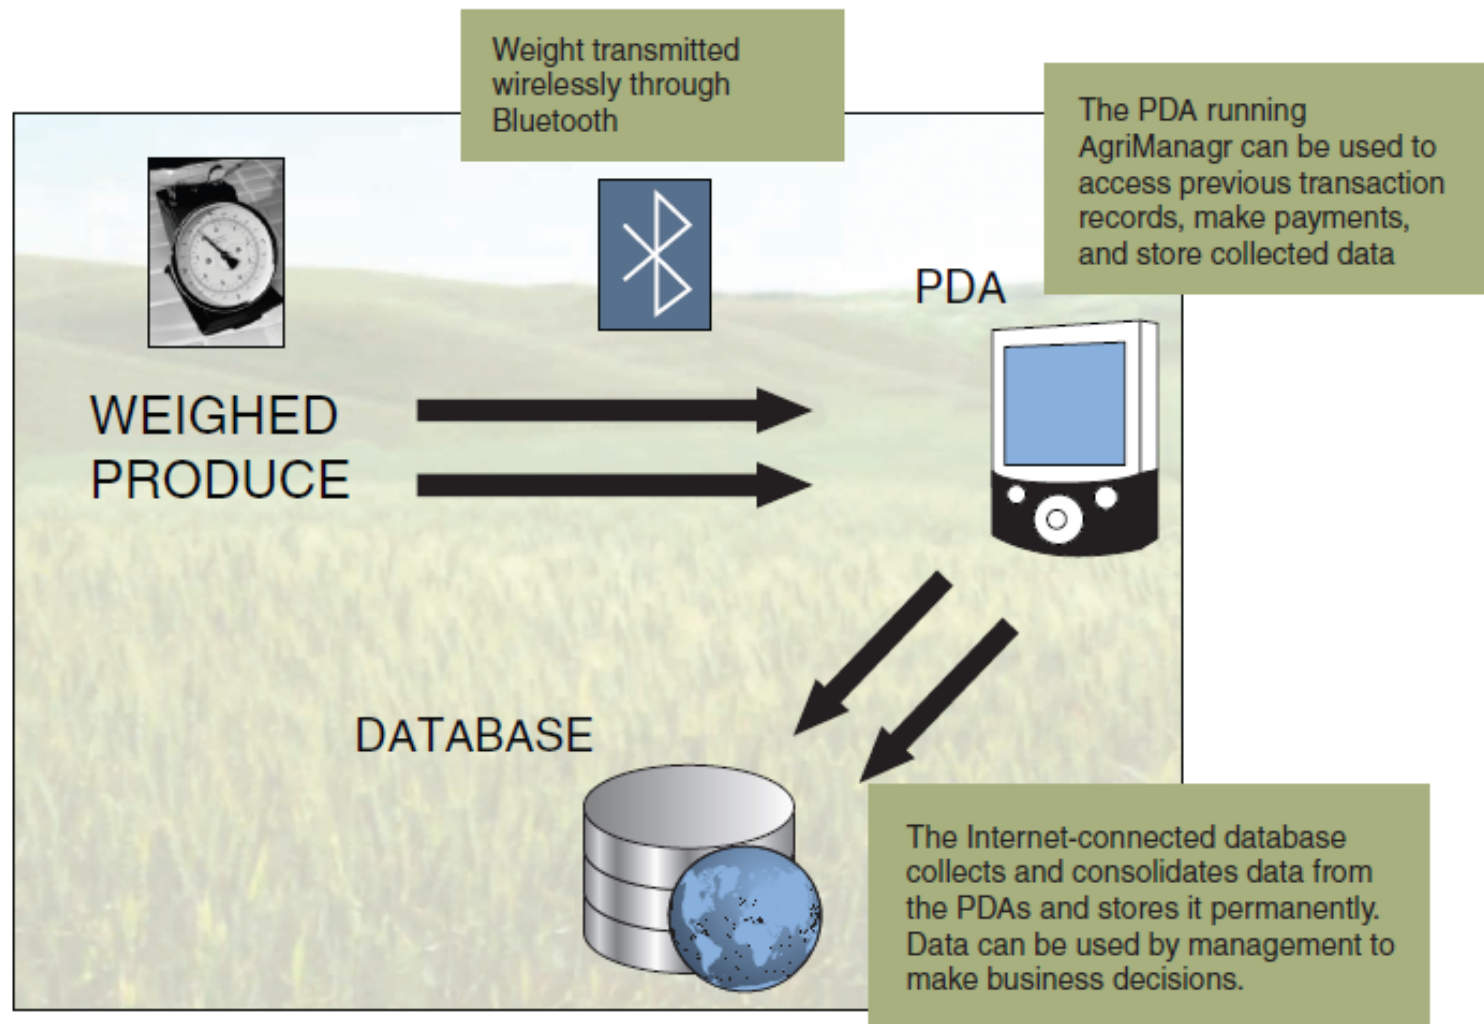 Weight transmitted
wirelessly through
Bluetooth
The PDA running
AgriManagr can be used to
access previous transaction
records, make payments,
and store collected data
PDA
WEIGHED
PRODUCE
DATABASE
The Internet-connected database
collects and consolidates data from
the PDAs and stores it permanently.
Data can be used by management to
make business decisions.